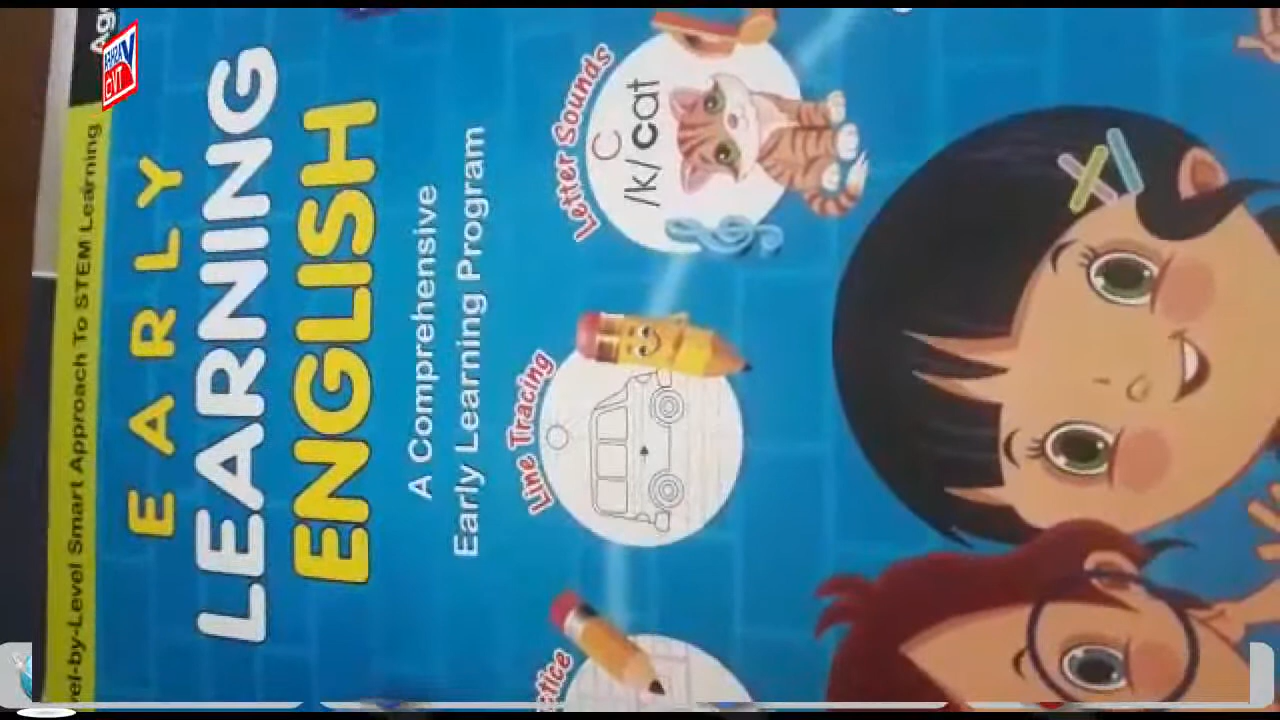 Level-by-Level Smart Approach To STEM Learning
EARLY
LEARNING
ENGLISH
A Comprehensive
Early Learning Program
Line Tracing
Letter Sounds
C
/k/ cat